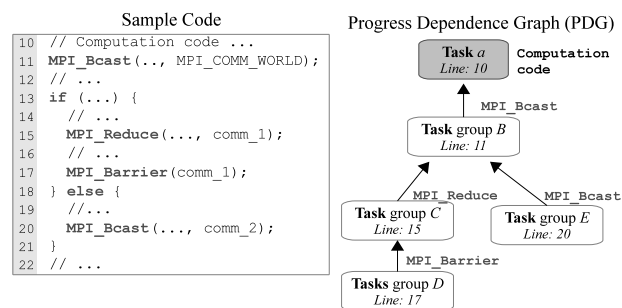 Sample Code
10 // Computation code ...
11 MPI_Bcast(.., MPI_COMM_WORLD);
12 // ...
13 if (...) {
14 // ...
15 MPI_Reduce(..., comm_1);
16 // ...
17 MPI_Barrier(comm_1);
18 } else {
19 //...
20 MPI_Bcast(..., comm_2);
21 }
22 // ...
Progress Dependence Graph (PDG)
Task a
Line: 10
Computation
code
MPI_Bcast
Task group B
Line: 11
MPI_Reduce
MPI_Bcast
Task group C
Line: 15
Task group E
Line: 20
MPI_Barrier
Tasks group D
Line: 17